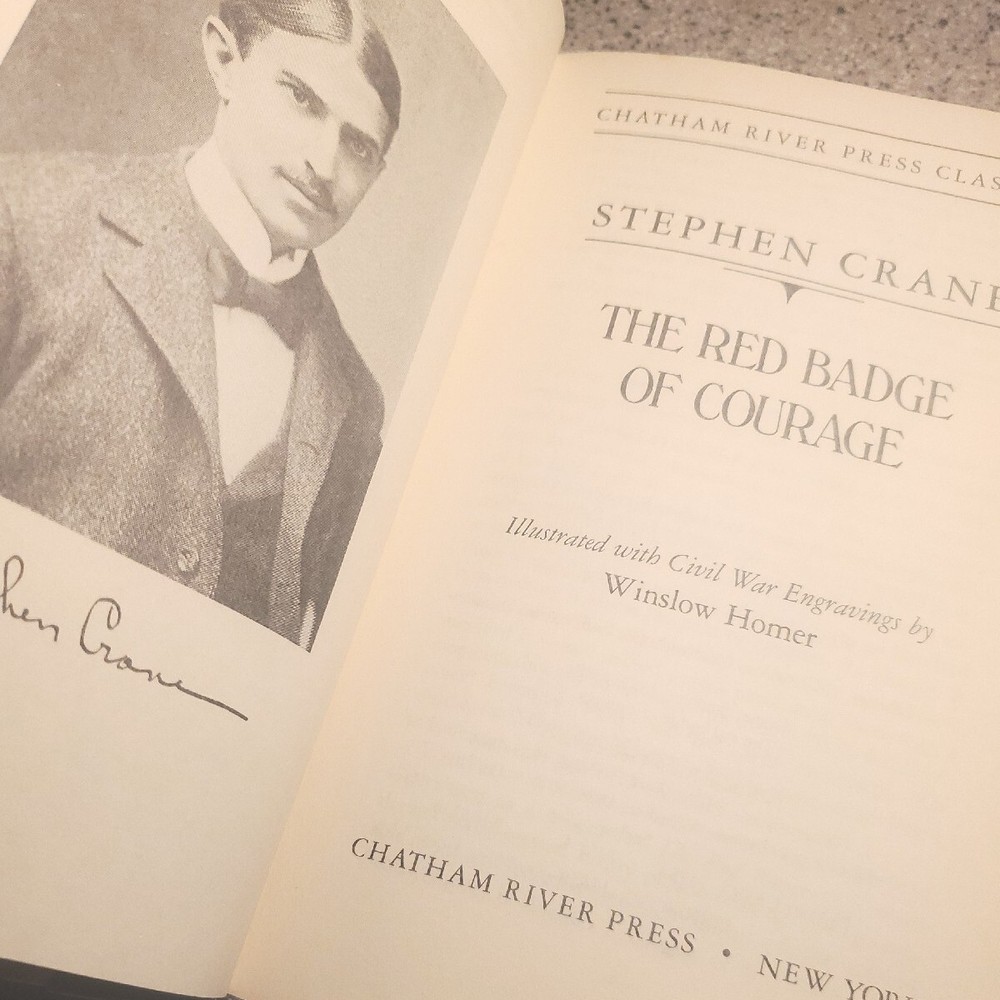 hen Crane
CHATHAM RIVER PRESS CLAS
STEPHEN CRANE
THE RED BADGE
OF COURAGE
Illustrated with Civil War Engravings by
Winslow Homer
CHATHAM RIVER PRESS • NEW YOR